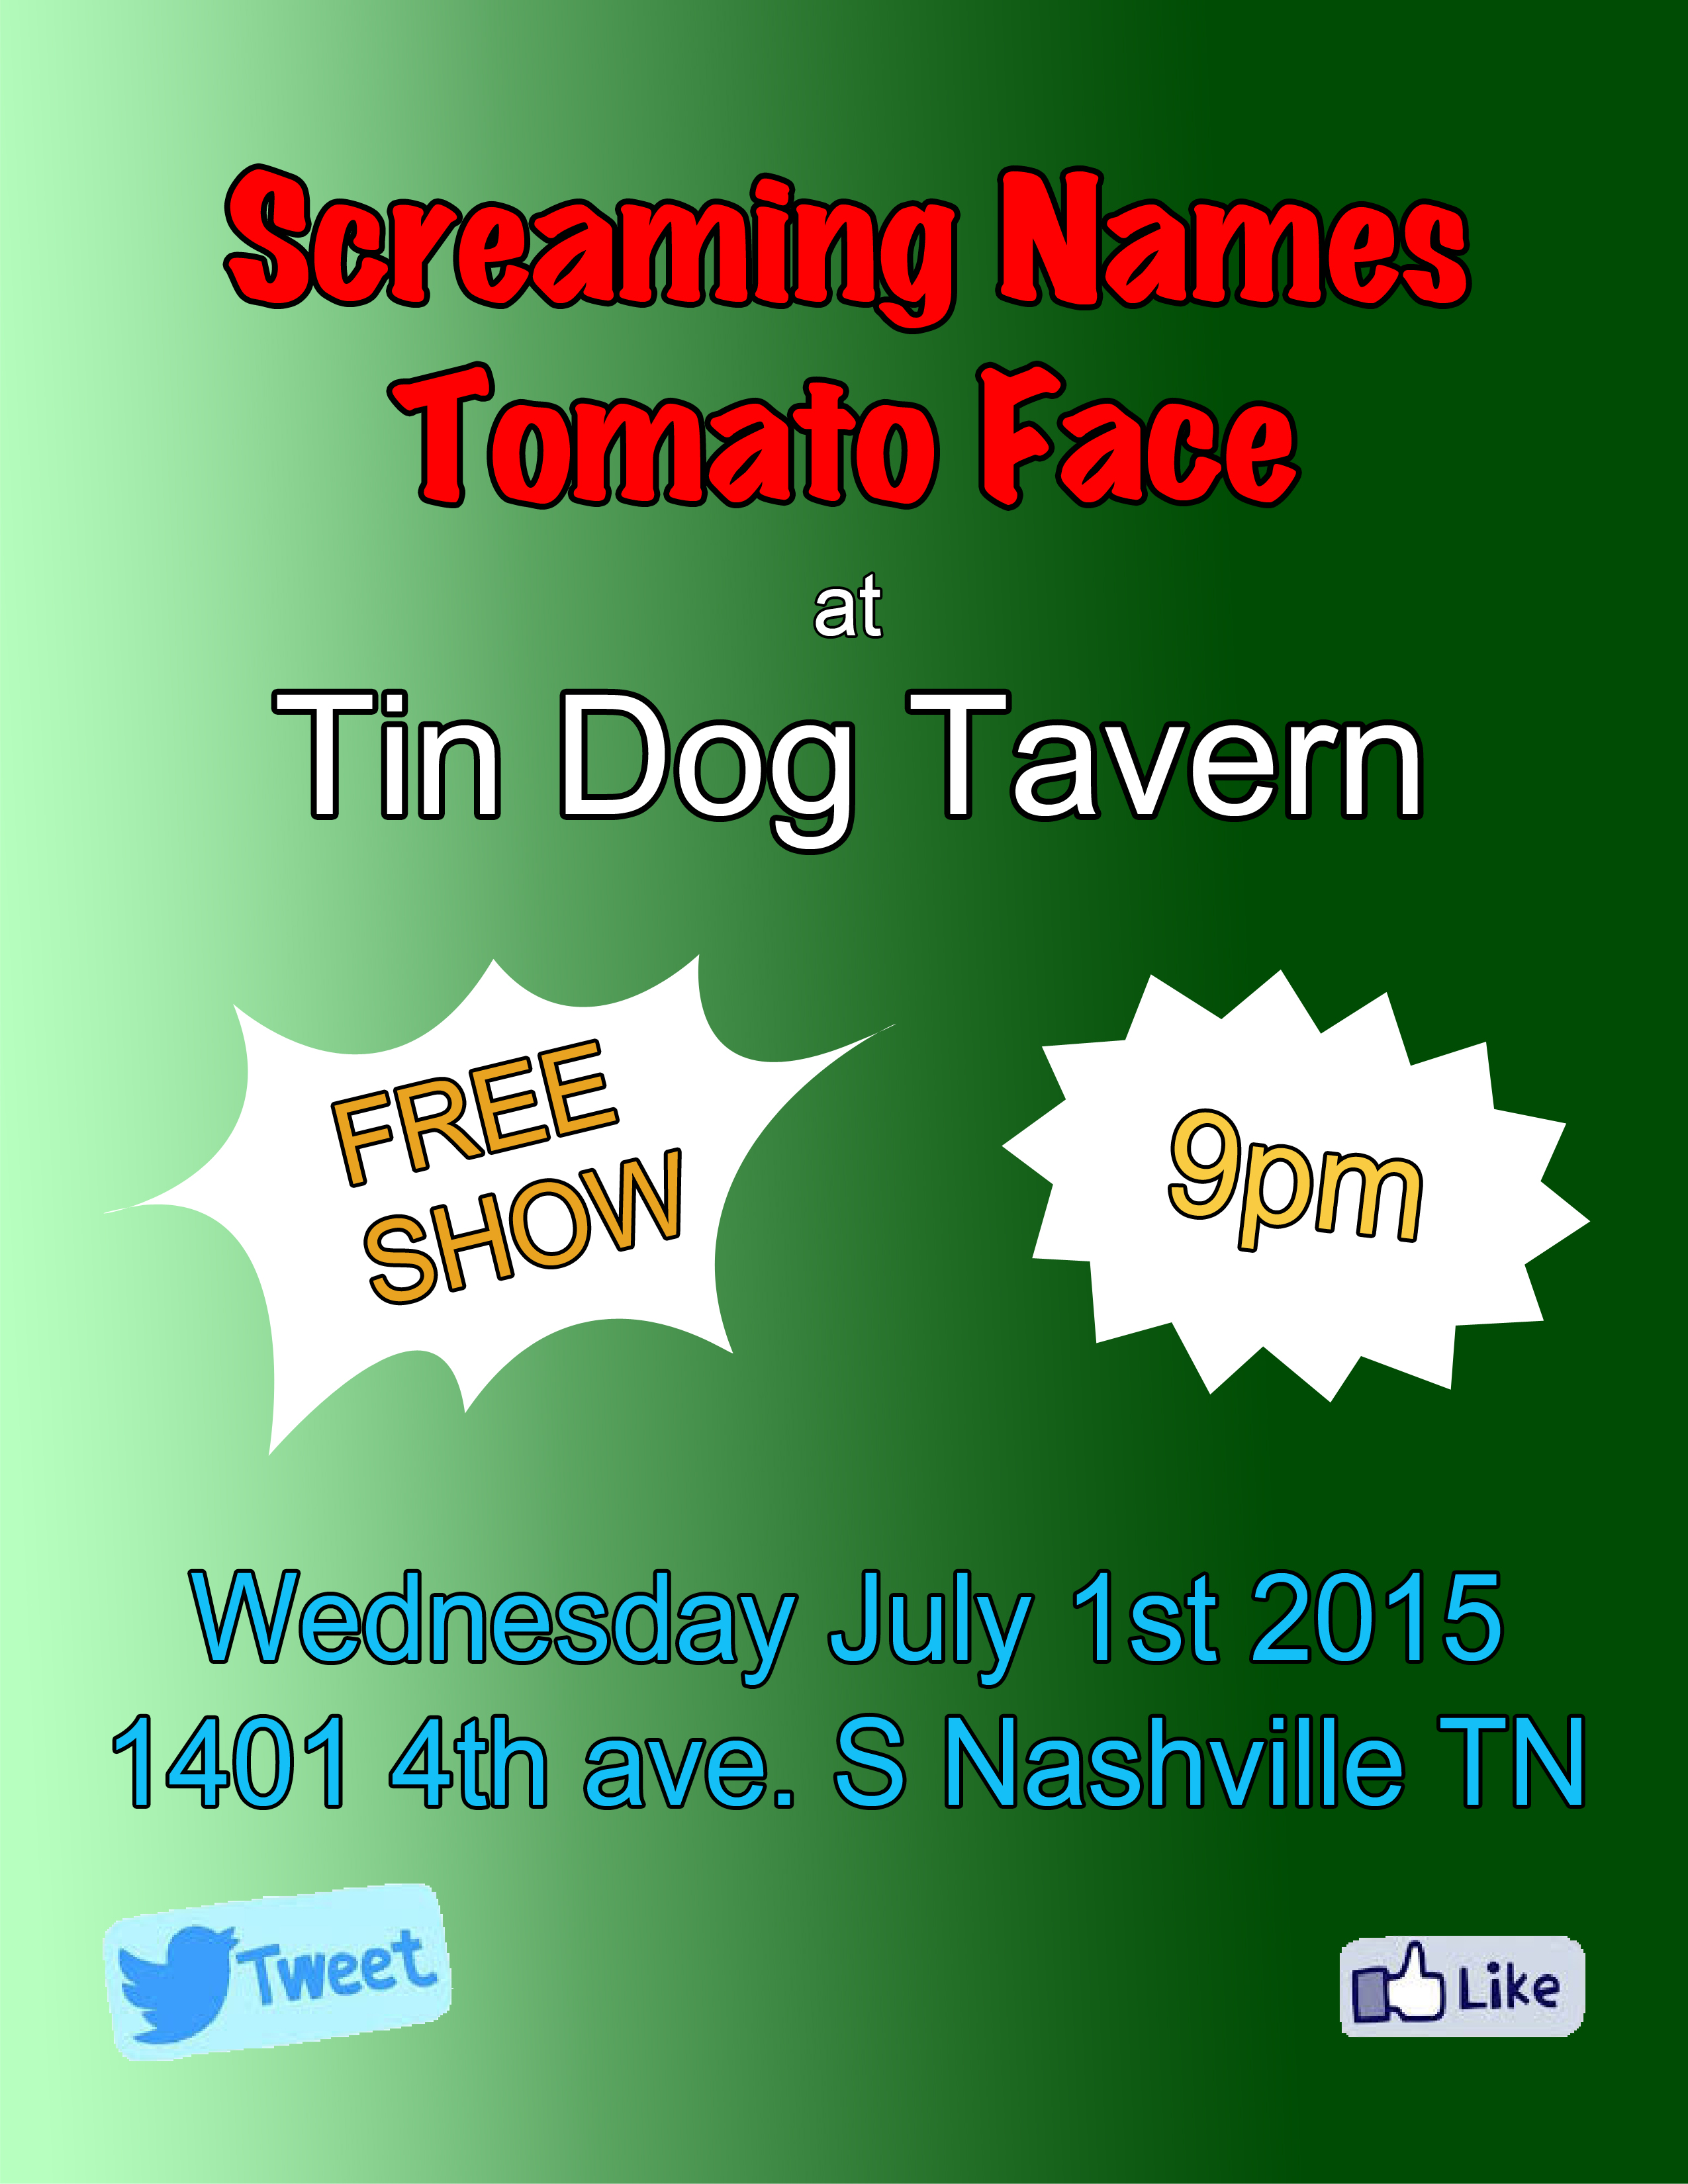 Screaming Names
Tomato Face
at
Tin Dog Tavern
FREE
SHOW
9pm
Wednesday July 1st 2015
1401 4th ave. S Nashville TN
Tweet
Like